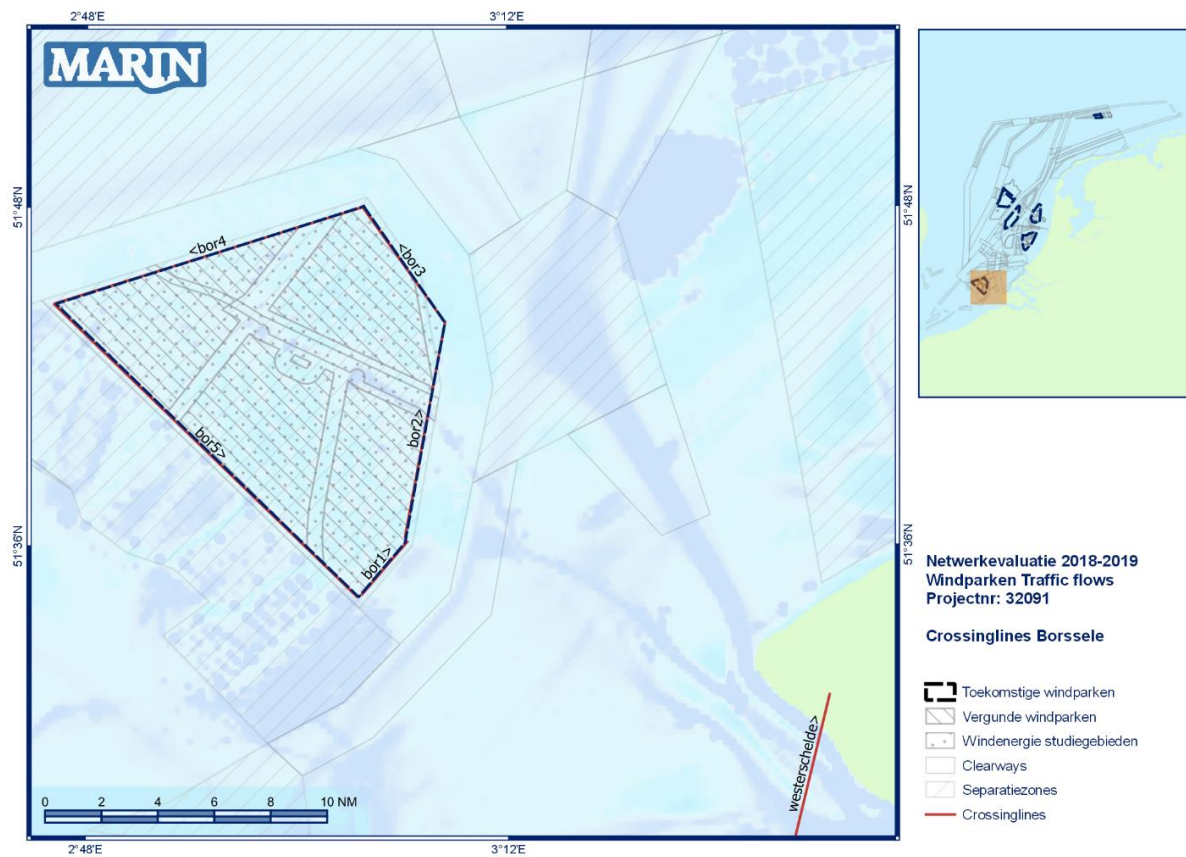 2°48'E
3°12'E
MARIN
51°48'N
51°48'N
<bor4
<bor3
bor2>
bor5>
bor1>
51°36'N
51°36'N
westerschelde>
0 2 4 6 8 10 NM
2°48'E
3°12'E
Netwerkevaluatie 2018-2019
Windparken Traffic flows
Projectnr: 32091
Crossinglines Borssele
Toekomstige windparken
Vergunde windparken
Windenergie studiegebieden
Clearways
Separatiezones
Crossinglines